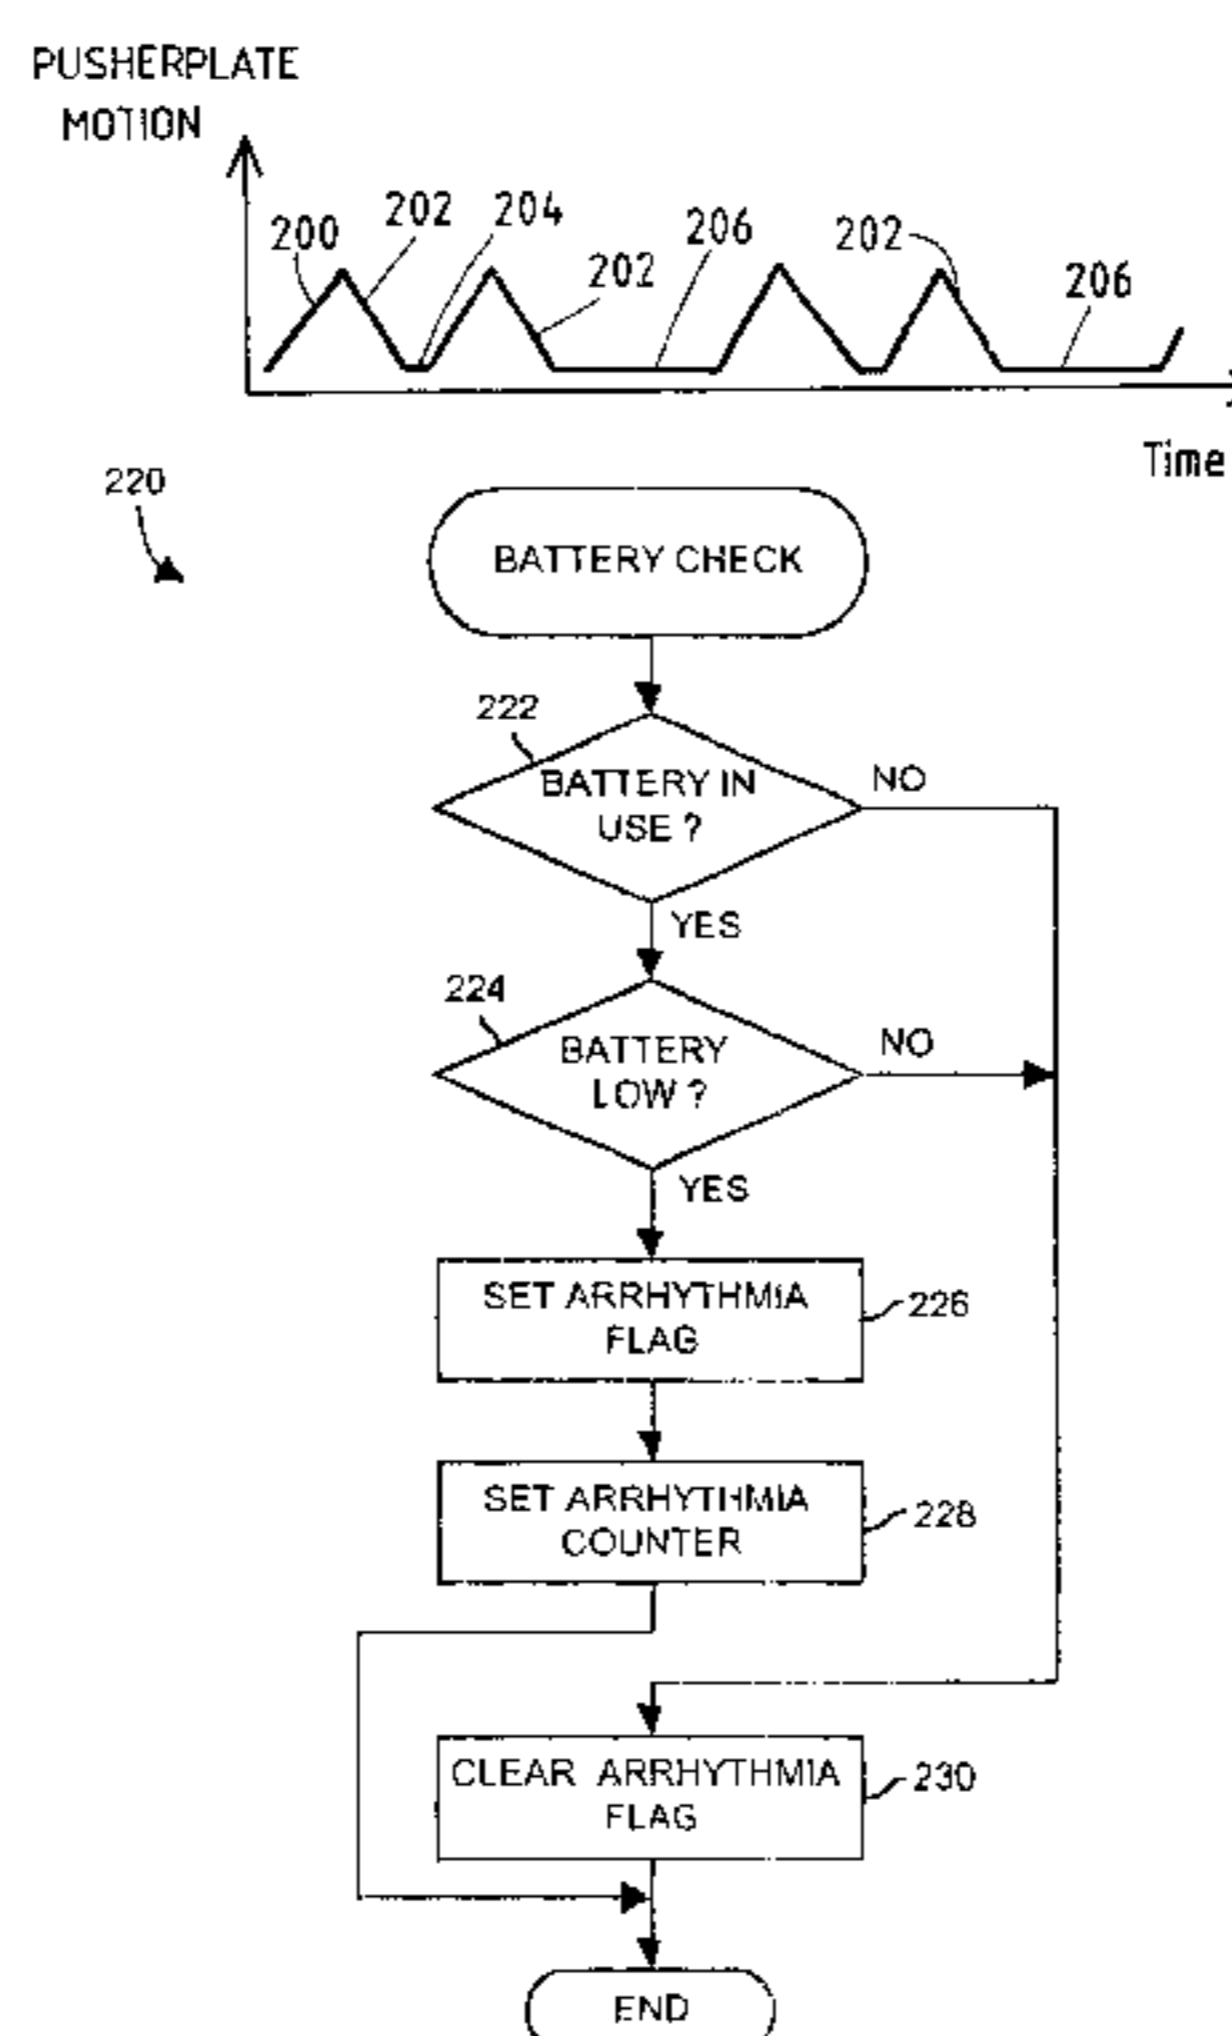 PUSHERPLATE
MOTION
200
202
204
202
206
202
206
Time
220
BATTERY CHECK
222
BATTERY IN
USE ?
NO
YES
224
BATTERY
LOW ?
NO
YES
SET ARRHYTHMIA
FLAG
226
SET ARRHYTHMIA
COUNTER
228
CLEAR ARRHYTHMIA
FLAG
230
END